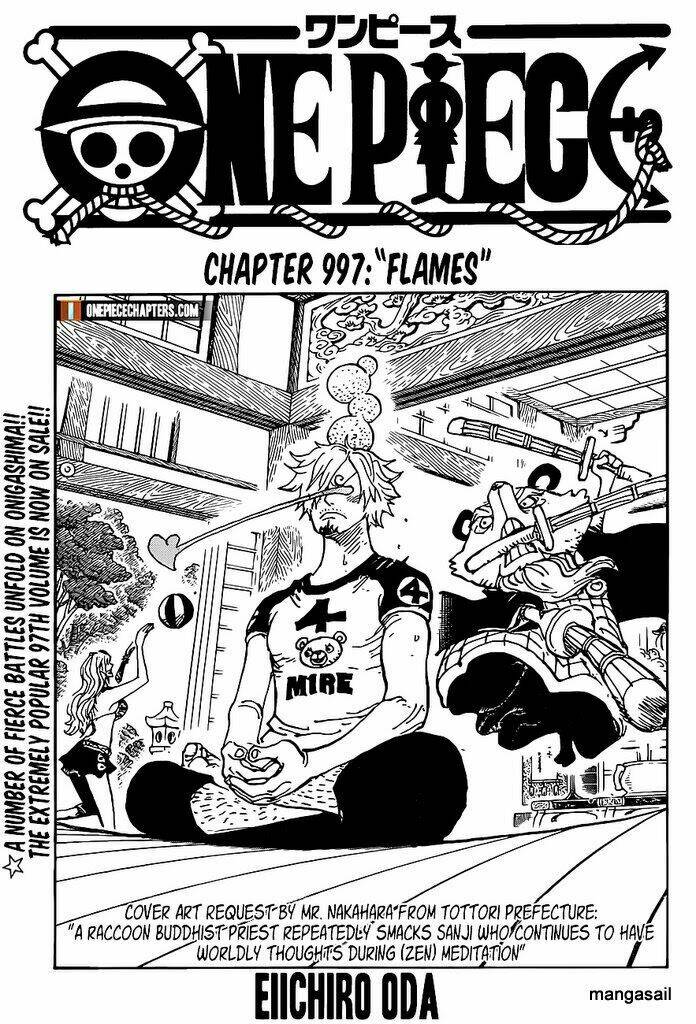 ワンピース
ONE PIECE
CHAPTER 997: "FLAMES"
ONEPIECECHAPTERS.COM
☆ A NUMBER OF FIERCE BATTLES UNFOLD ON ONIGASHIMA!!
THE EXTREMELY POPULAR 97TH VOLUME IS NOW ON SALE!!
4
4
M1RE
COVER ART REQUEST BY MR. NAKAHARA FROM TOTTORI PREFECTURE:
"A RACCOON BUDDHIST PRIEST REPEATEDLY SMACKS SANJI WHO CONTINUES TO HAVE
WORLDLY THOUGHTS DURING (ZEN) MEDITATION"
EIICHIRO ODA
mangasail